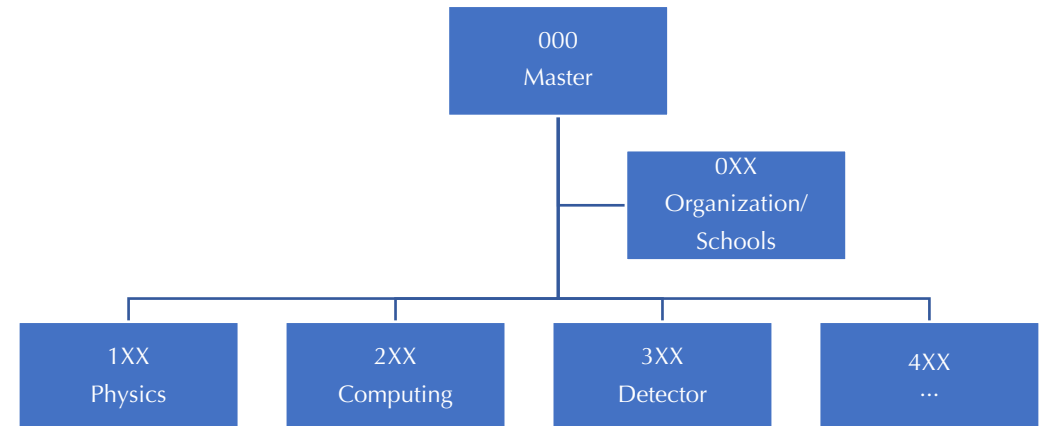 000
Master
0XX
Organization/
Schools
1XX
Physics
2XX
Computing
3XX
Detector
4XX
...